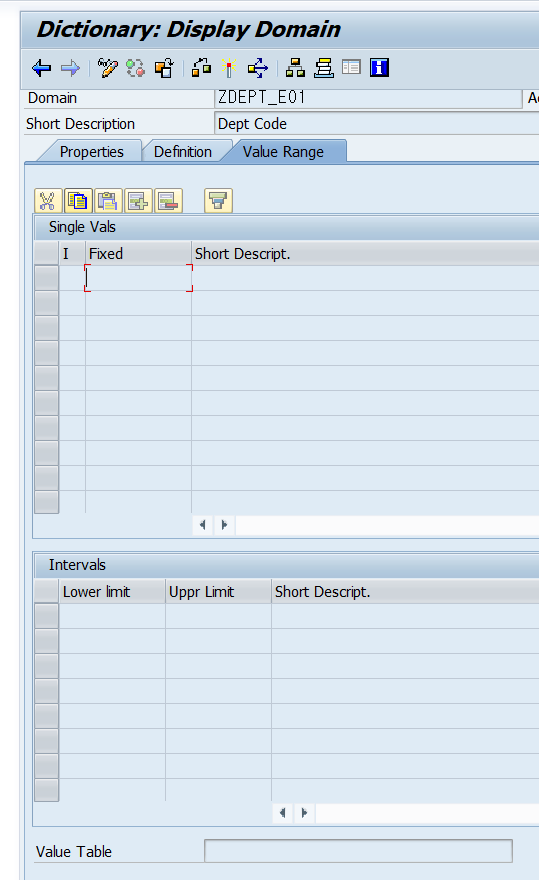 Dictionary: Display Domain
Domain ZDEPT_E01
Short Description Dept Code
Properties Definition Value Range
Single Vals
I Fixed Short Descript.
Intervals
Lower limit Uppr Limit Short Descript.
Value Table